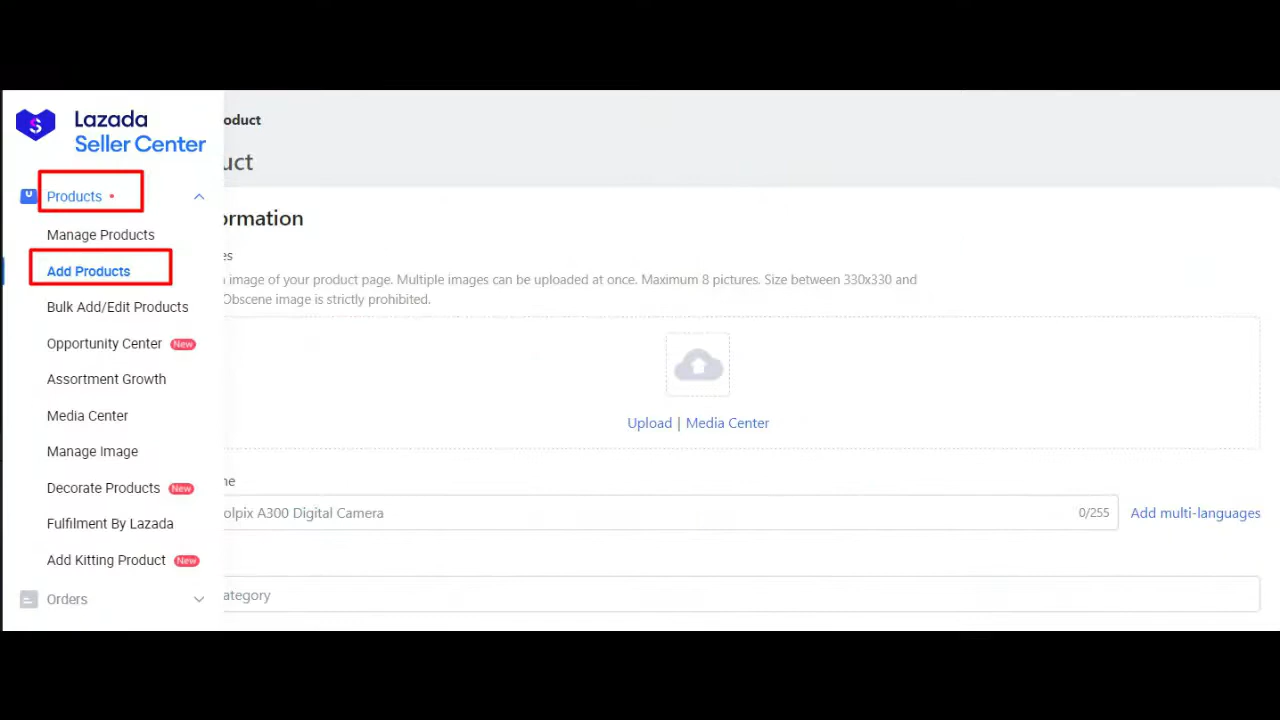 Lazada
Seller Center
Products
Manage Products
Add Products
Bulk Add/Edit Products
Opportunity Center New
Assortment Growth
Media Center
Manage Image
Decorate Products New
Fulfilment By Lazada
Add Kitting Product New
Orders
oduct
uct
ormation
es
image of your product page. Multiple images can be uploaded at once. Maximum 8 pictures. Size between 330x330 and
Obscene image is strictly prohibited.
Upload | Media Center
me
olpix A300 Digital Camera 0/255 Add multi-languages
ategory